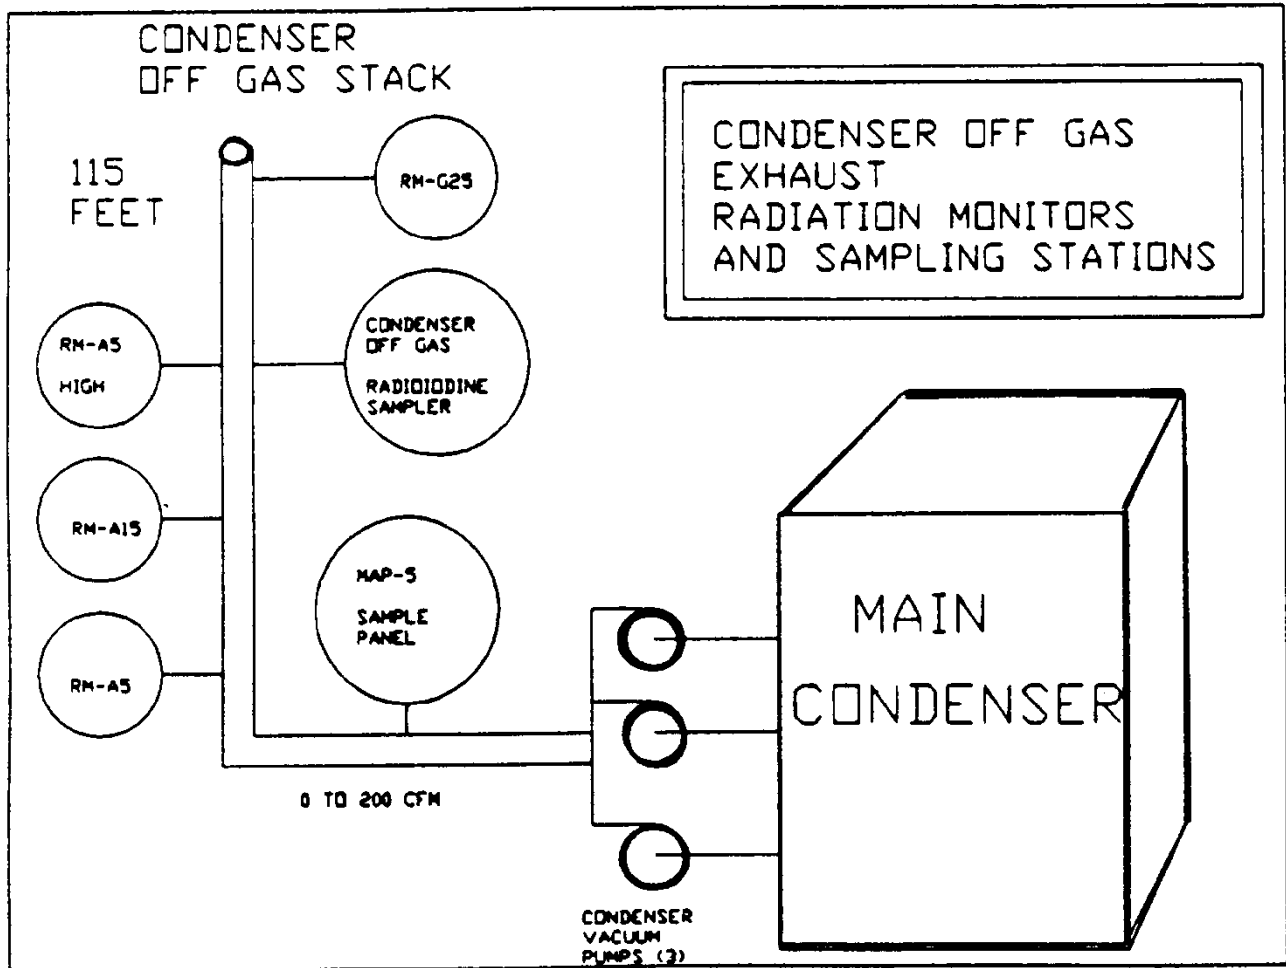 CONDENSER
OFF GAS STACK
115
FEET
RM-G25
CONDENSER OFF GAS
EXHAUST
RADIATION MONITORS
AND SAMPLING STATIONS
RM-A5
HIGH
CONDENSER
OFF GAS
RADIOIODINE
SAMPLER
RM-A15
MAP-5
SAMPLE
PANEL
RM-A5
MAIN
CONDENSER
0 TO 200 CFM
CONDENSER
VACUUM
PUMPS (3)